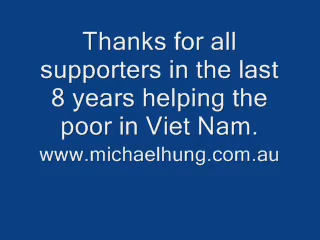 Thanks for all
supporters in the last
8 years helping the
poor in Viet Nam.
www.michaelhung.com.au